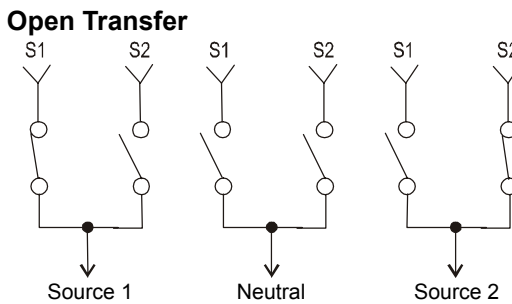 Open Transfer
S1 S2 S1 S2 S1 S2
Source 1 Neutral Source 2